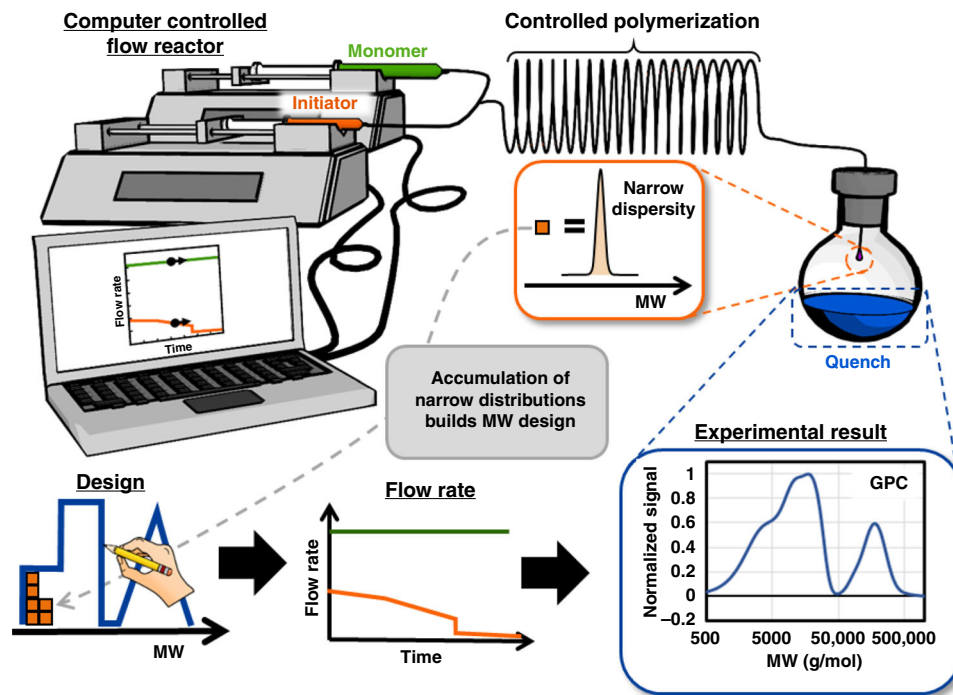 Computer controlled
flow reactor
Monomer
Initiator
Controlled polymerization
Narrow
dispersity
=
MW
Flow rate
Time
Quench
Accumulation of
narrow distributions
builds MW design
Design
MW
Flow rate
Flow rate
Time
Experimental result
GPC
Normalized signal
1
0.8
0.6
0.4
0.2
0
–0.2
500 5000 50,000 500,000
MW (g/mol)